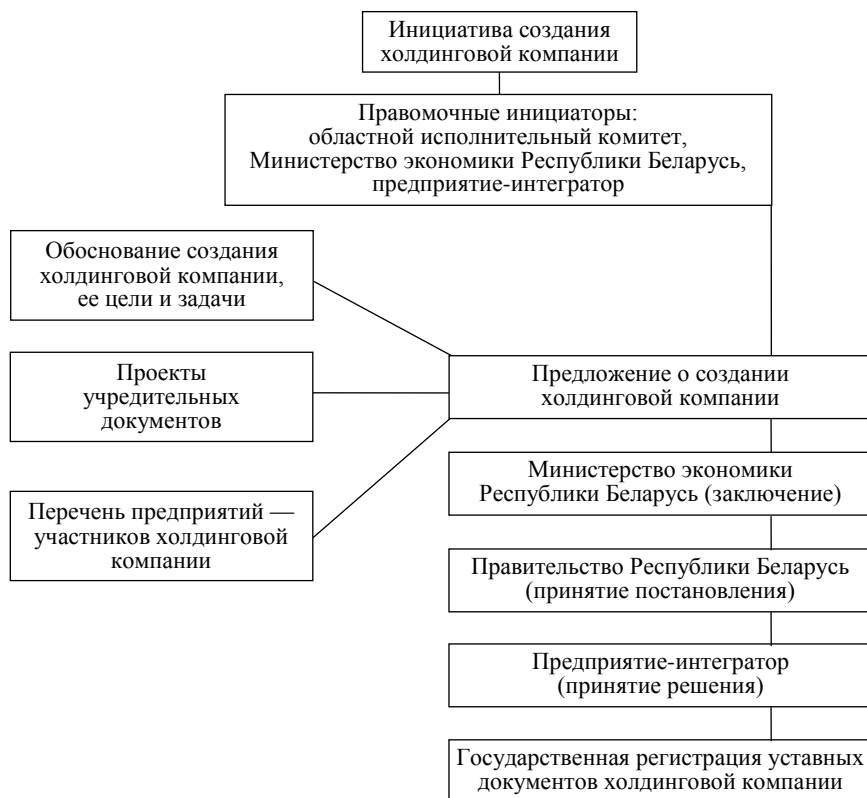 Инициатива создания
холдинговой компании
Правомочные инициаторы:
областной исполнительный комитет,
Министерство экономики Республики Беларусь,
предприятие-интегратор
Обоснование создания
холдинговой компании,
ее цели и задачи
Проекты
учредительных
документов
Перечень предприятий —
участников холдинговой
компании
Предложение о создании
холдинговой компании
Министерство экономики
Республики Беларусь (заключение)
Правительство Республики Беларусь
(принятие постановления)
Предприятие-интегратор
(принятие решения)
Государственная регистрация уставных
документов холдинговой компании